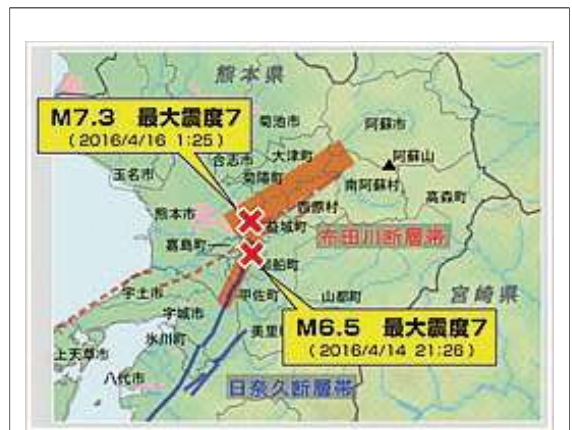 熊本県
M7.3 最大震度7
(2016/4/16 1:25)
菊池市
阿蘇市
合志市
大津町
阿蘇山
玉名市
菊陽町
南阿蘇村
高森町
西原村
熊本市
益城町
嘉島町
布田川断層帯
御船町
宇土市
甲佐町
山都町
宮崎県
宇城市
M6.5 最大震度7
(2016/4/14 21:26)
氷川町
美里
上天草市
八代市
日奈久断層帯